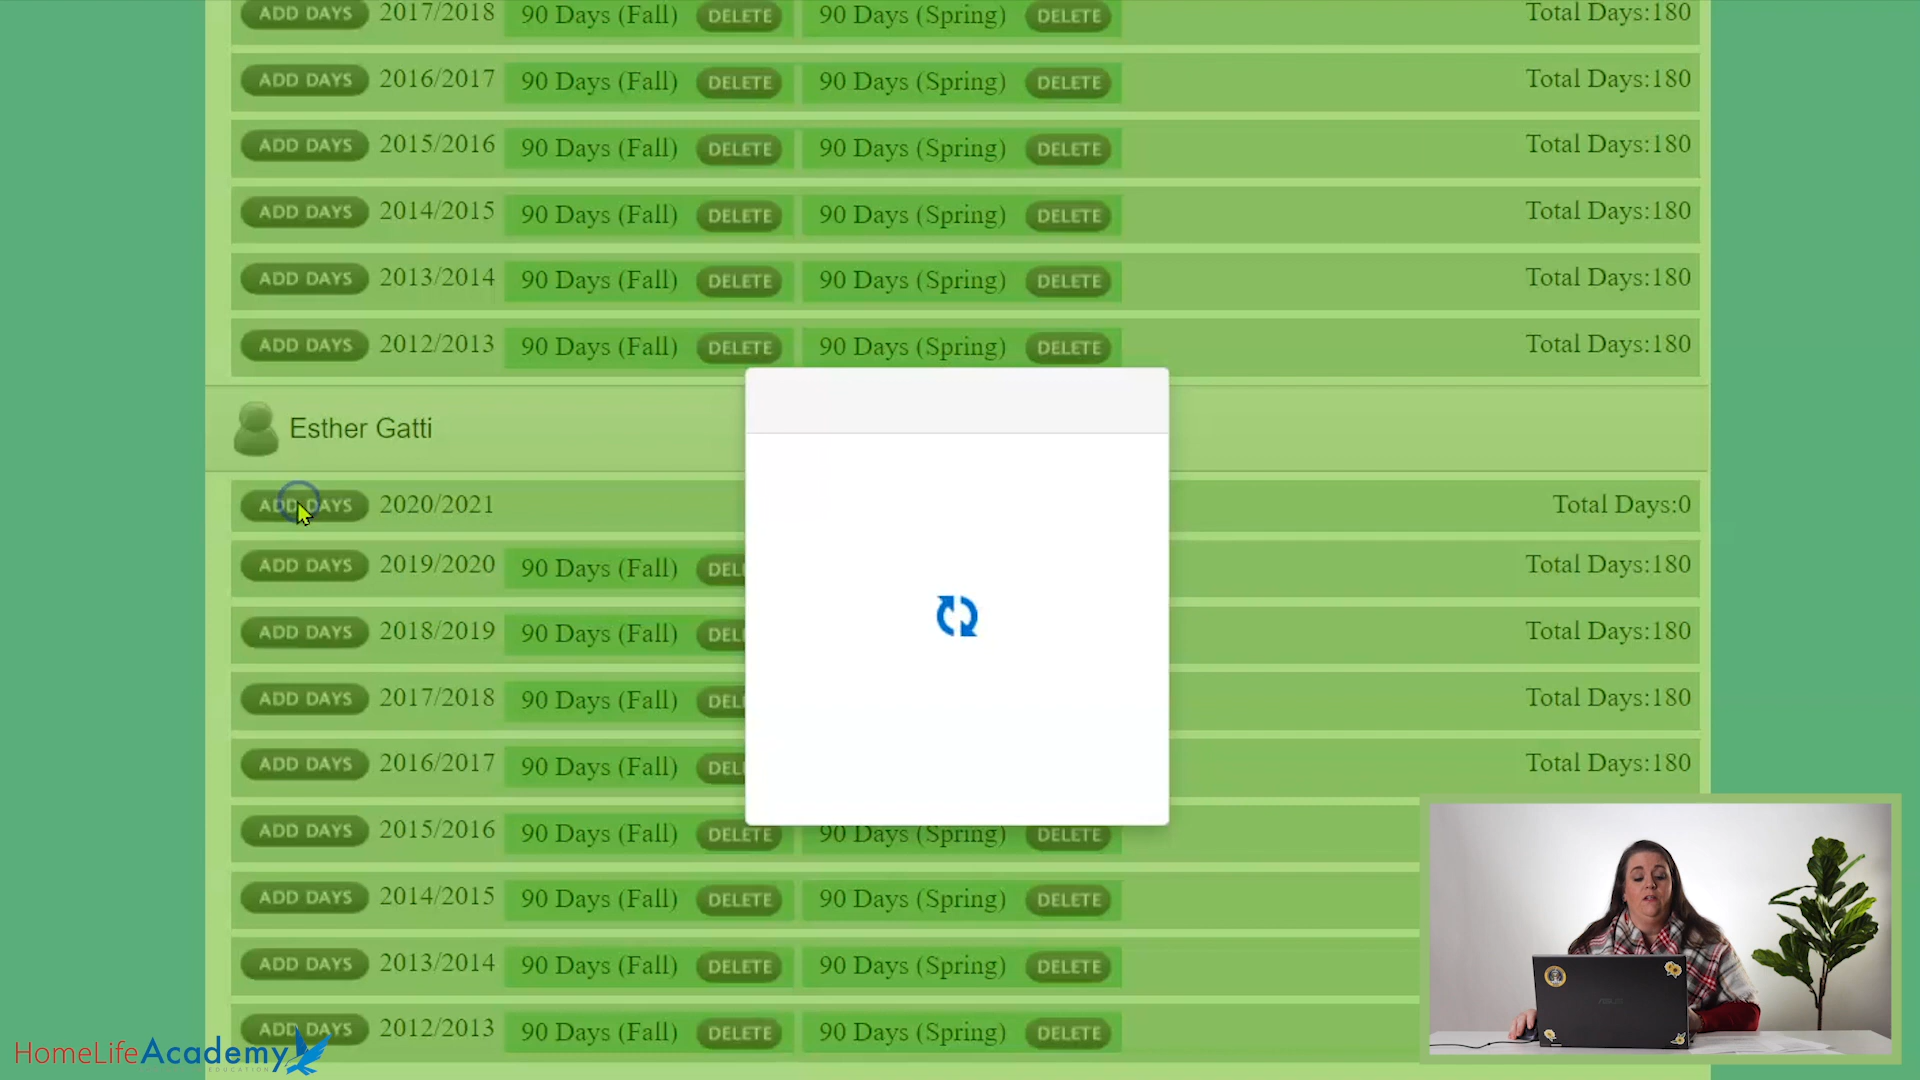 ADD DAYS 2017/2018 90 Days (Fall) DELETE 90 Days (Spring) DELETE Total Days:180
ADD DAYS 2016/2017 90 Days (Fall) DELETE 90 Days (Spring) DELETE Total Days:180
ADD DAYS 2015/2016 90 Days (Fall) DELETE 90 Days (Spring) DELETE Total Days:180
ADD DAYS 2014/2015 90 Days (Fall) DELETE 90 Days (Spring) DELETE Total Days:180
ADD DAYS 2013/2014 90 Days (Fall) DELETE 90 Days (Spring) DELETE Total Days:180
ADD DAYS 2012/2013 90 Days (Fall) DELETE 90 Days (Spring) DELETE Total Days:180
Esther Gatti
ADD DAYS 2020/2021 Total Days:0
ADD DAYS 2019/2020 90 Days (Fall) DEL Total Days:180
ADD DAYS 2018/2019 90 Days (Fall) DEL Total Days:180
ADD DAYS 2017/2018 90 Days (Fall) DEL Total Days:180
ADD DAYS 2016/2017 90 Days (Fall) DEL Total Days:180
ADD DAYS 2015/2016 90 Days (Fall) DELETE 90 Days (Spring) DELETE
ADD DAYS 2014/2015 90 Days (Fall) DELETE 90 Days (Spring) DELETE
ADD DAYS 2013/2014 90 Days (Fall) DELETE 90 Days (Spring) DELETE
ADD DAYS 2012/2013 90 Days (Fall) DELETE 90 Days (Spring) DELETE
HomeLifeAcademy
EDUCATION
ASUS